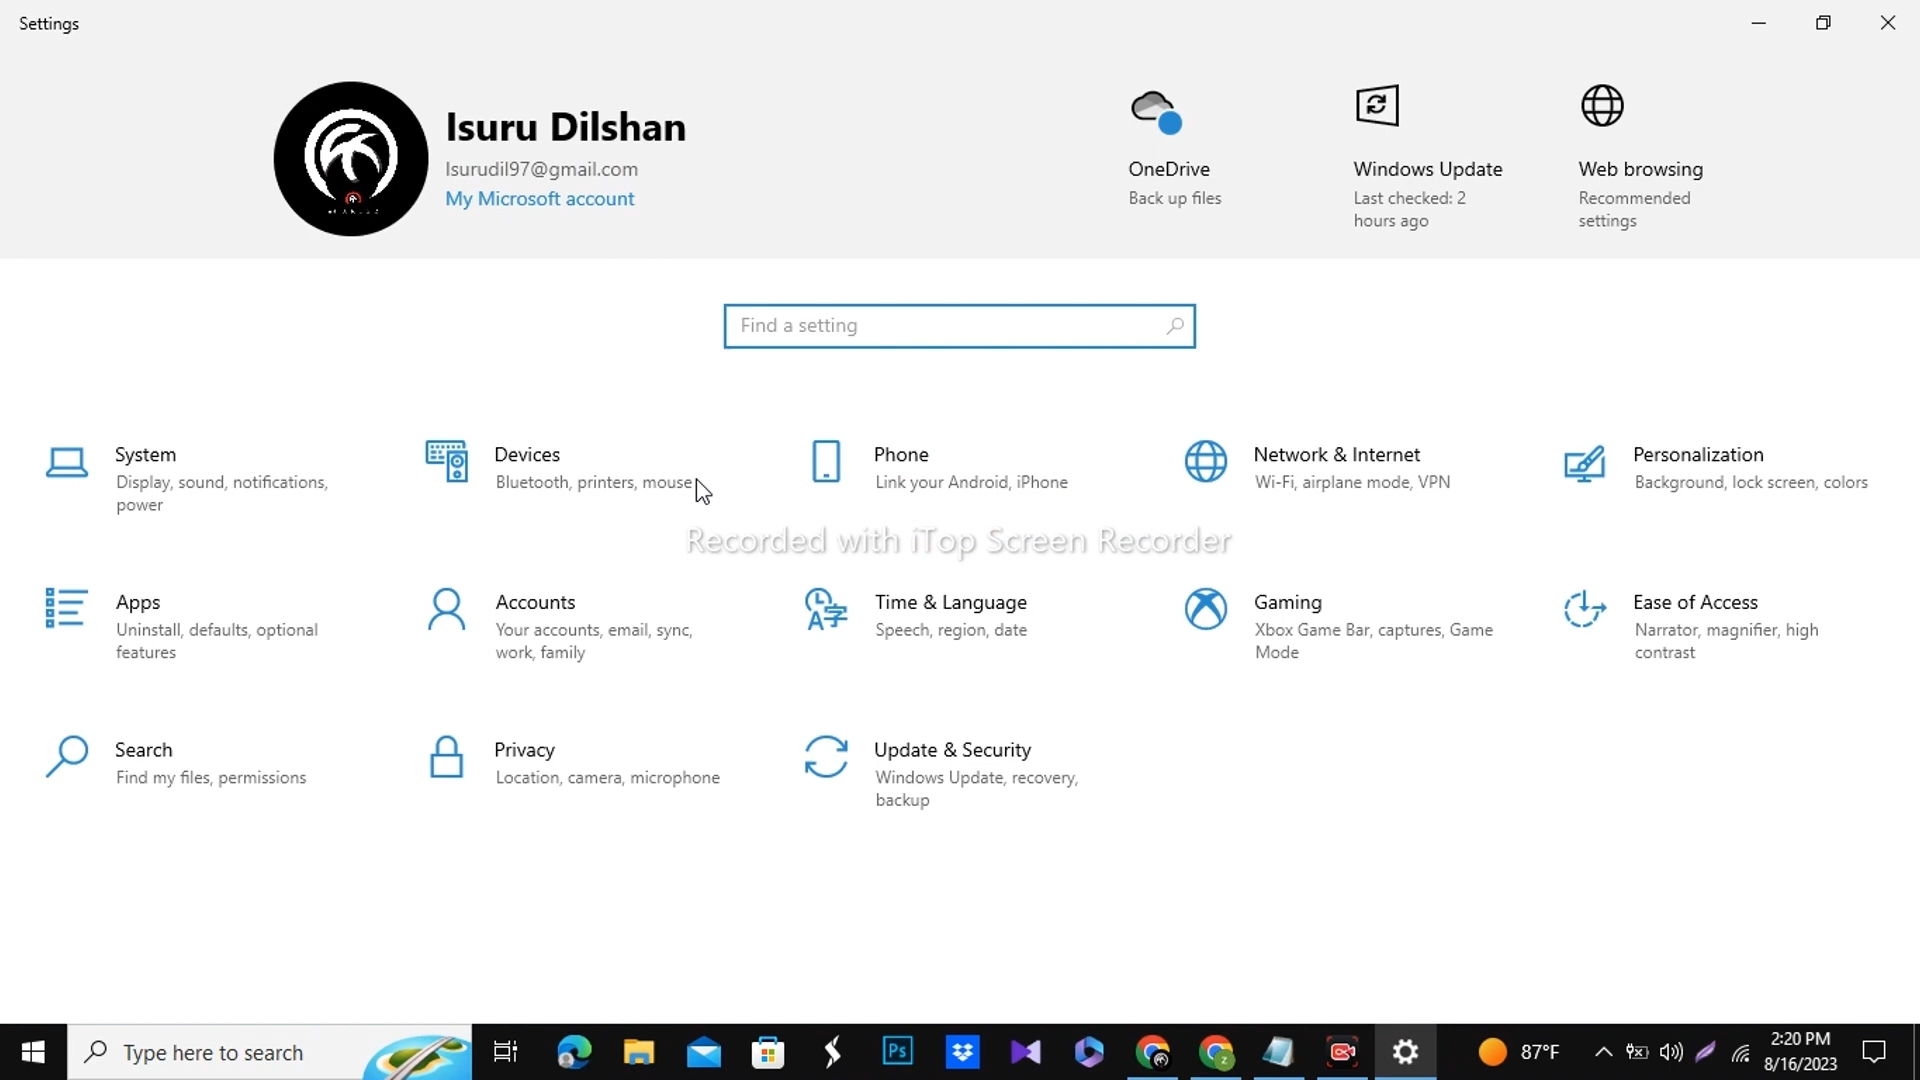 Settings
Isuru Dilshan
Isurudil97@gmail.com
My Microsoft account
OneDrive
Back up files
Windows Update
Last checked: 2
hours ago
Web browsing
Recommended
settings
Find a setting
System
Display, sound, notifications,
power
Devices
Bluetooth, printers, mouse
Phone
Link your Android, iPhone
Network & Internet
Wi-Fi, airplane mode, VPN
Personalization
Background, lock screen, colors
Recorded with iTop Screen Recorder
Apps
Uninstall, defaults, optional
features
Accounts
Your accounts, email, sync,
work, family
Time & Language
Speech, region, date
Gaming
Xbox Game Bar, captures, Game
Mode
Ease of Access
Narrator, magnifier, high
contrast
Search
Find my files, permissions
Privacy
Location, camera, microphone
Update & Security
Windows Update, recovery,
backup
Type here to search
Ps
87°F
2:20 PM
8/16/2023